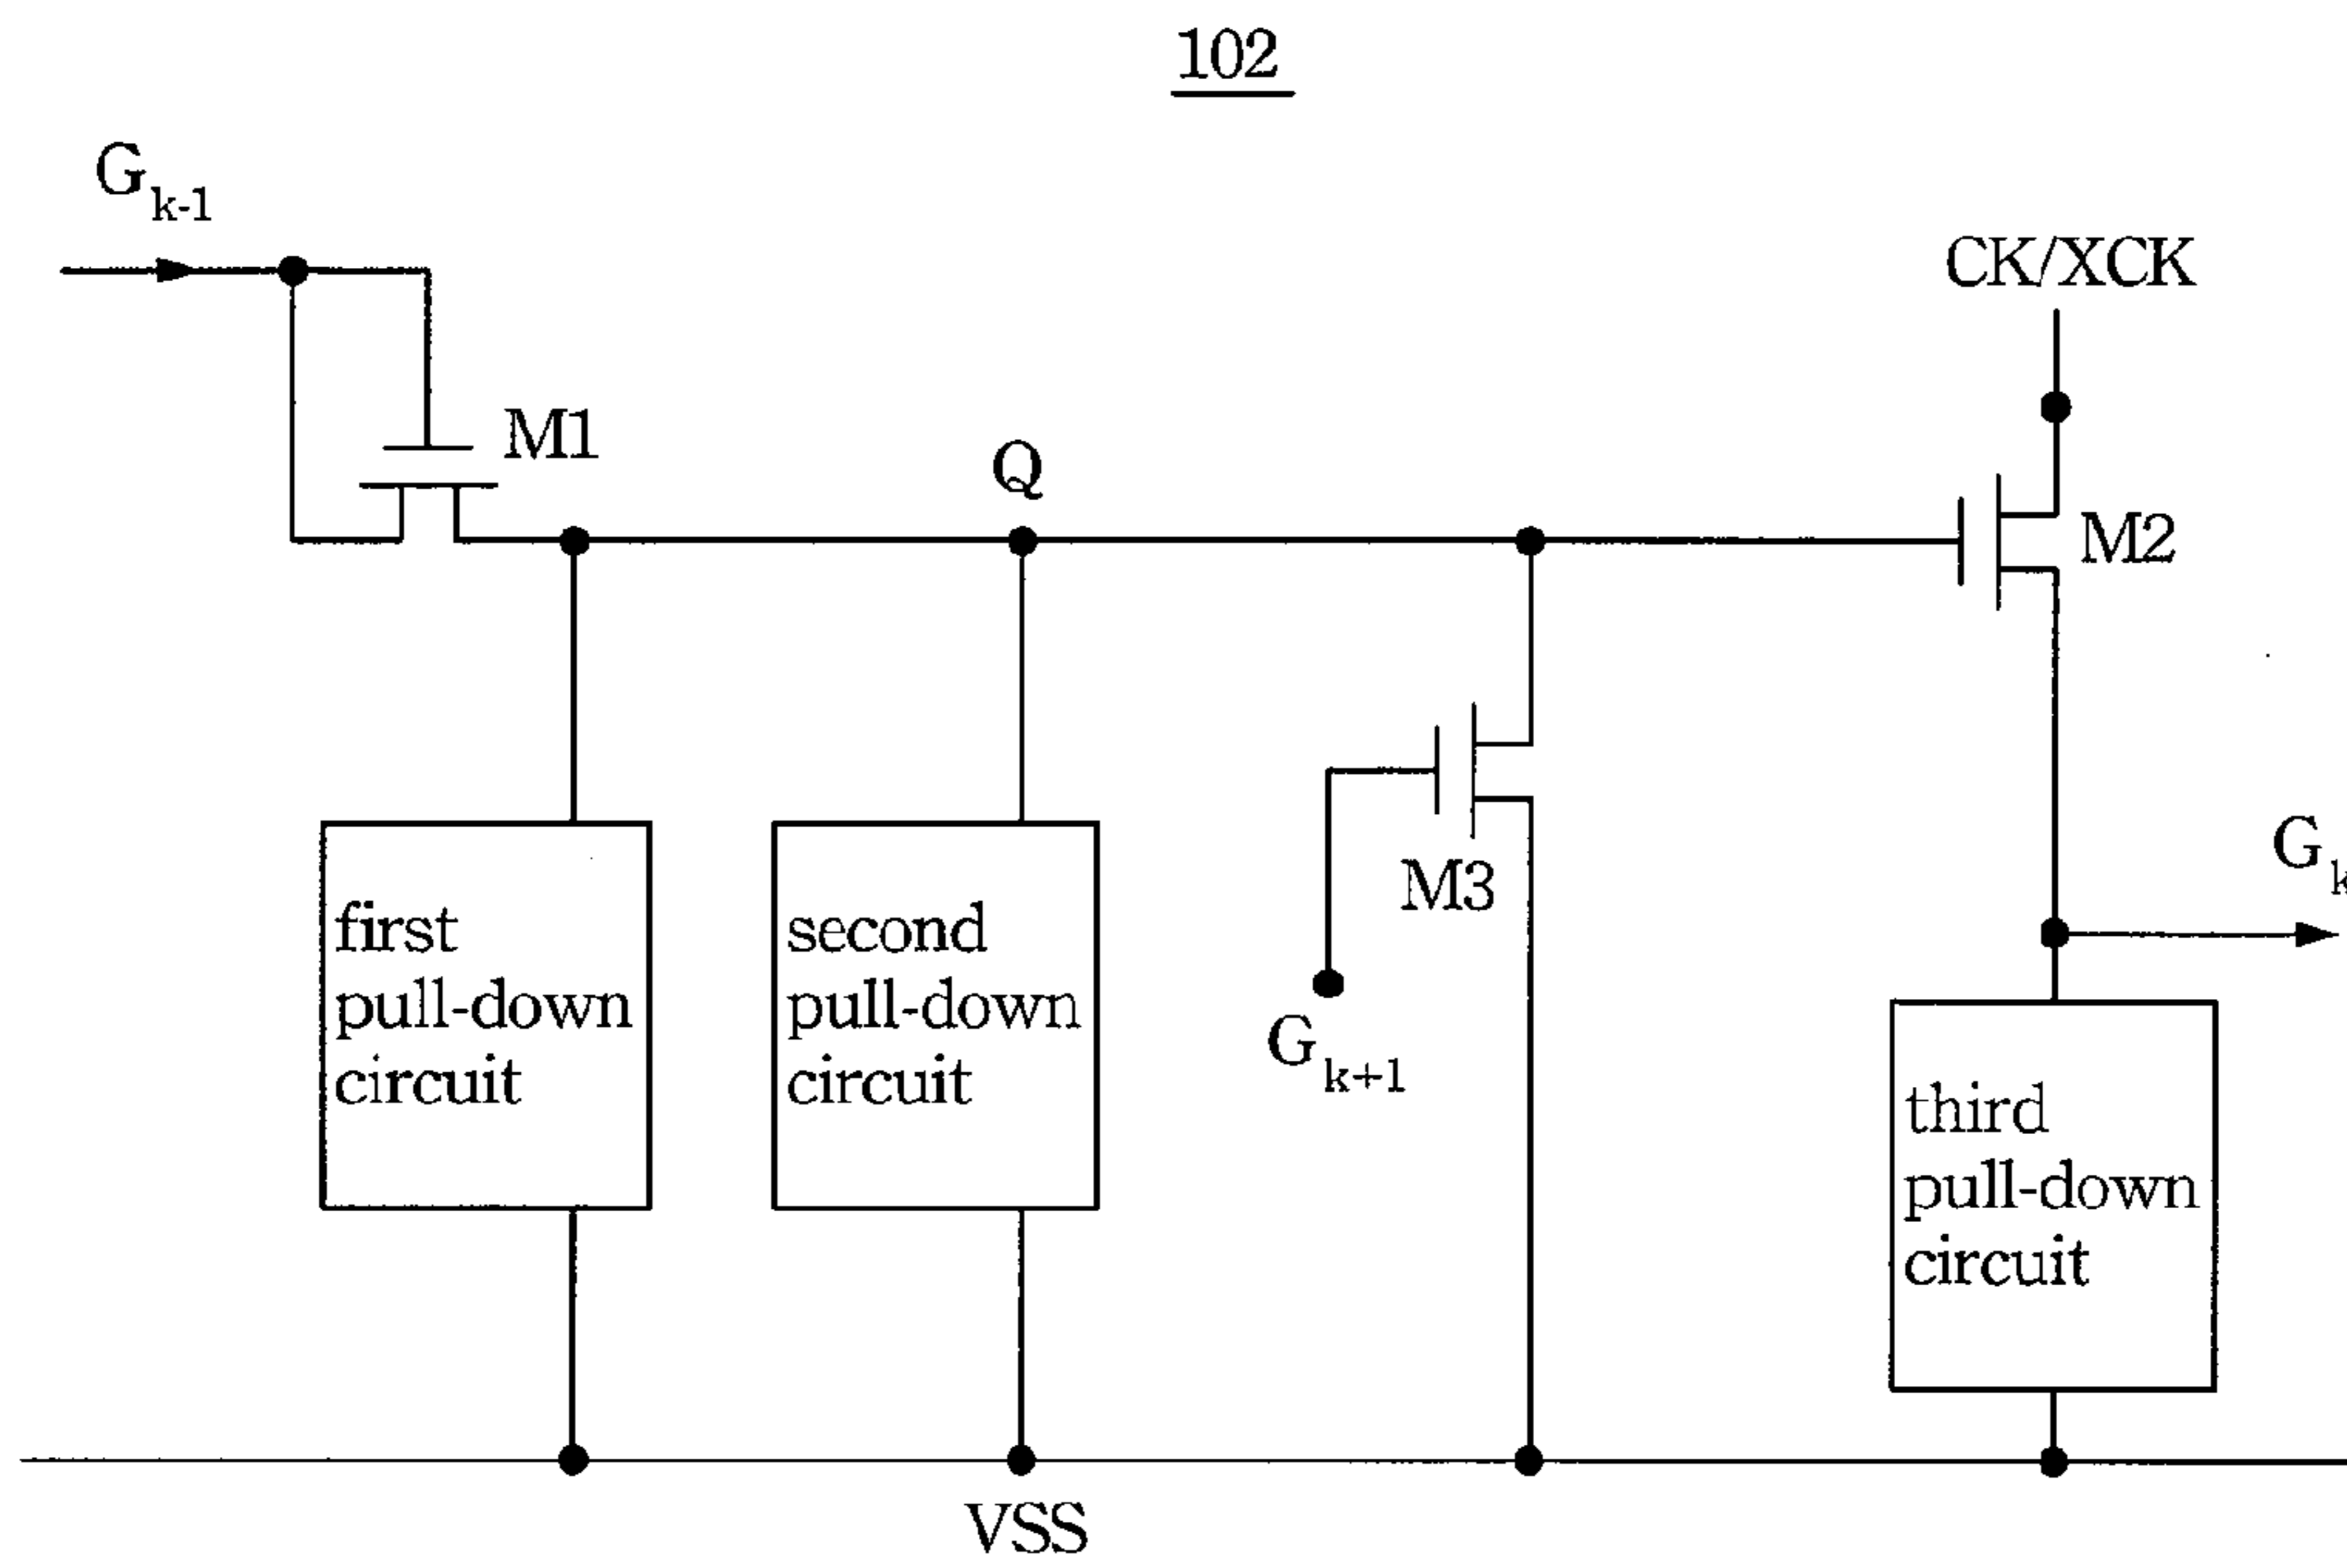 102
G k-1
CK/XCK
M1
Q
M2
M3
G k
first
pull-down
circuit
second
pull-down
circuit
G k+1
third
pull-down
circuit
VSS